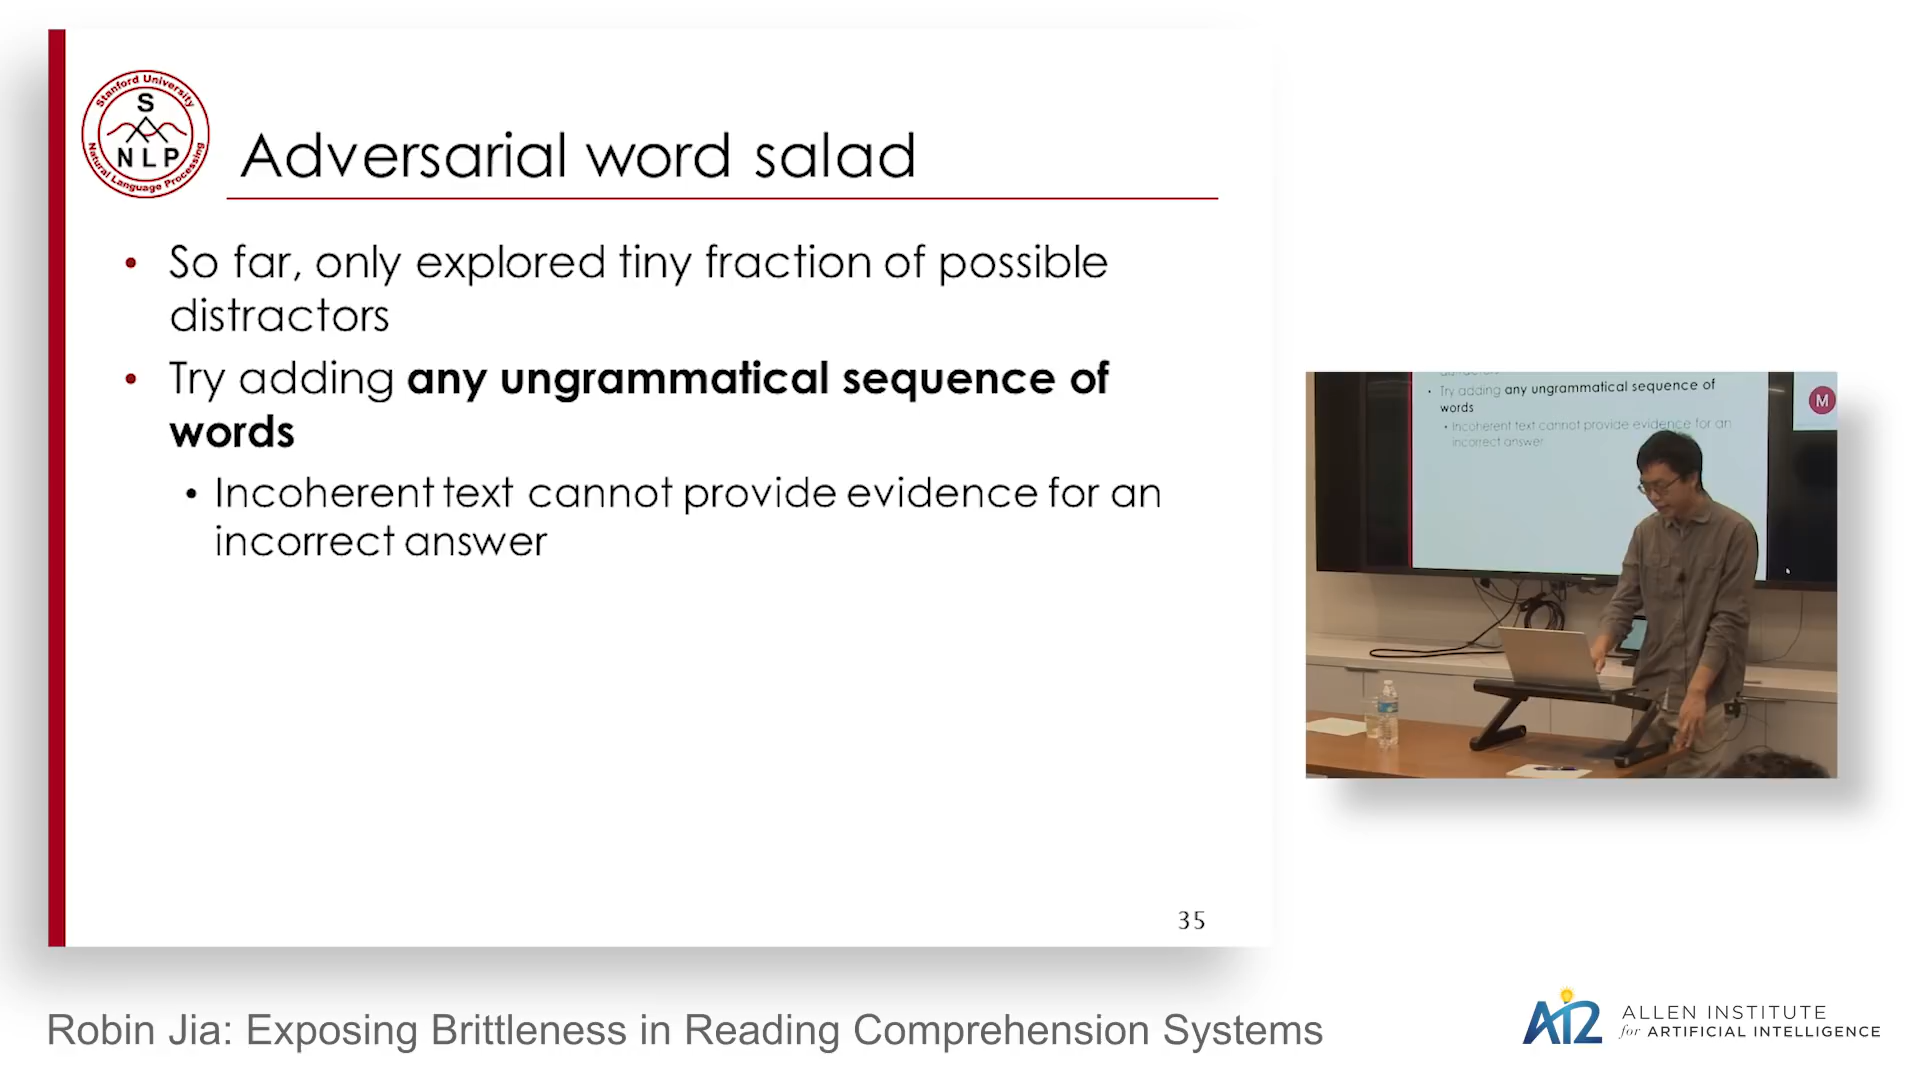 Stanford University
S
NLP
Natural Language Processing
Adversarial word salad
• So far, only explored tiny fraction of possible
distractors
• Try adding any ungrammatical sequence of
words
• Incoherent text cannot provide evidence for an
incorrect answer
35
• Try adding any ungrammatical sequence of
words
• Incoherent text cannot provide evidence for an
incorrect answer
M
Robin Jia: Exposing Brittleness in Reading Comprehension Systems
AI2
ALLEN INSTITUTE
for ARTIFICIAL INTELLIGENCE